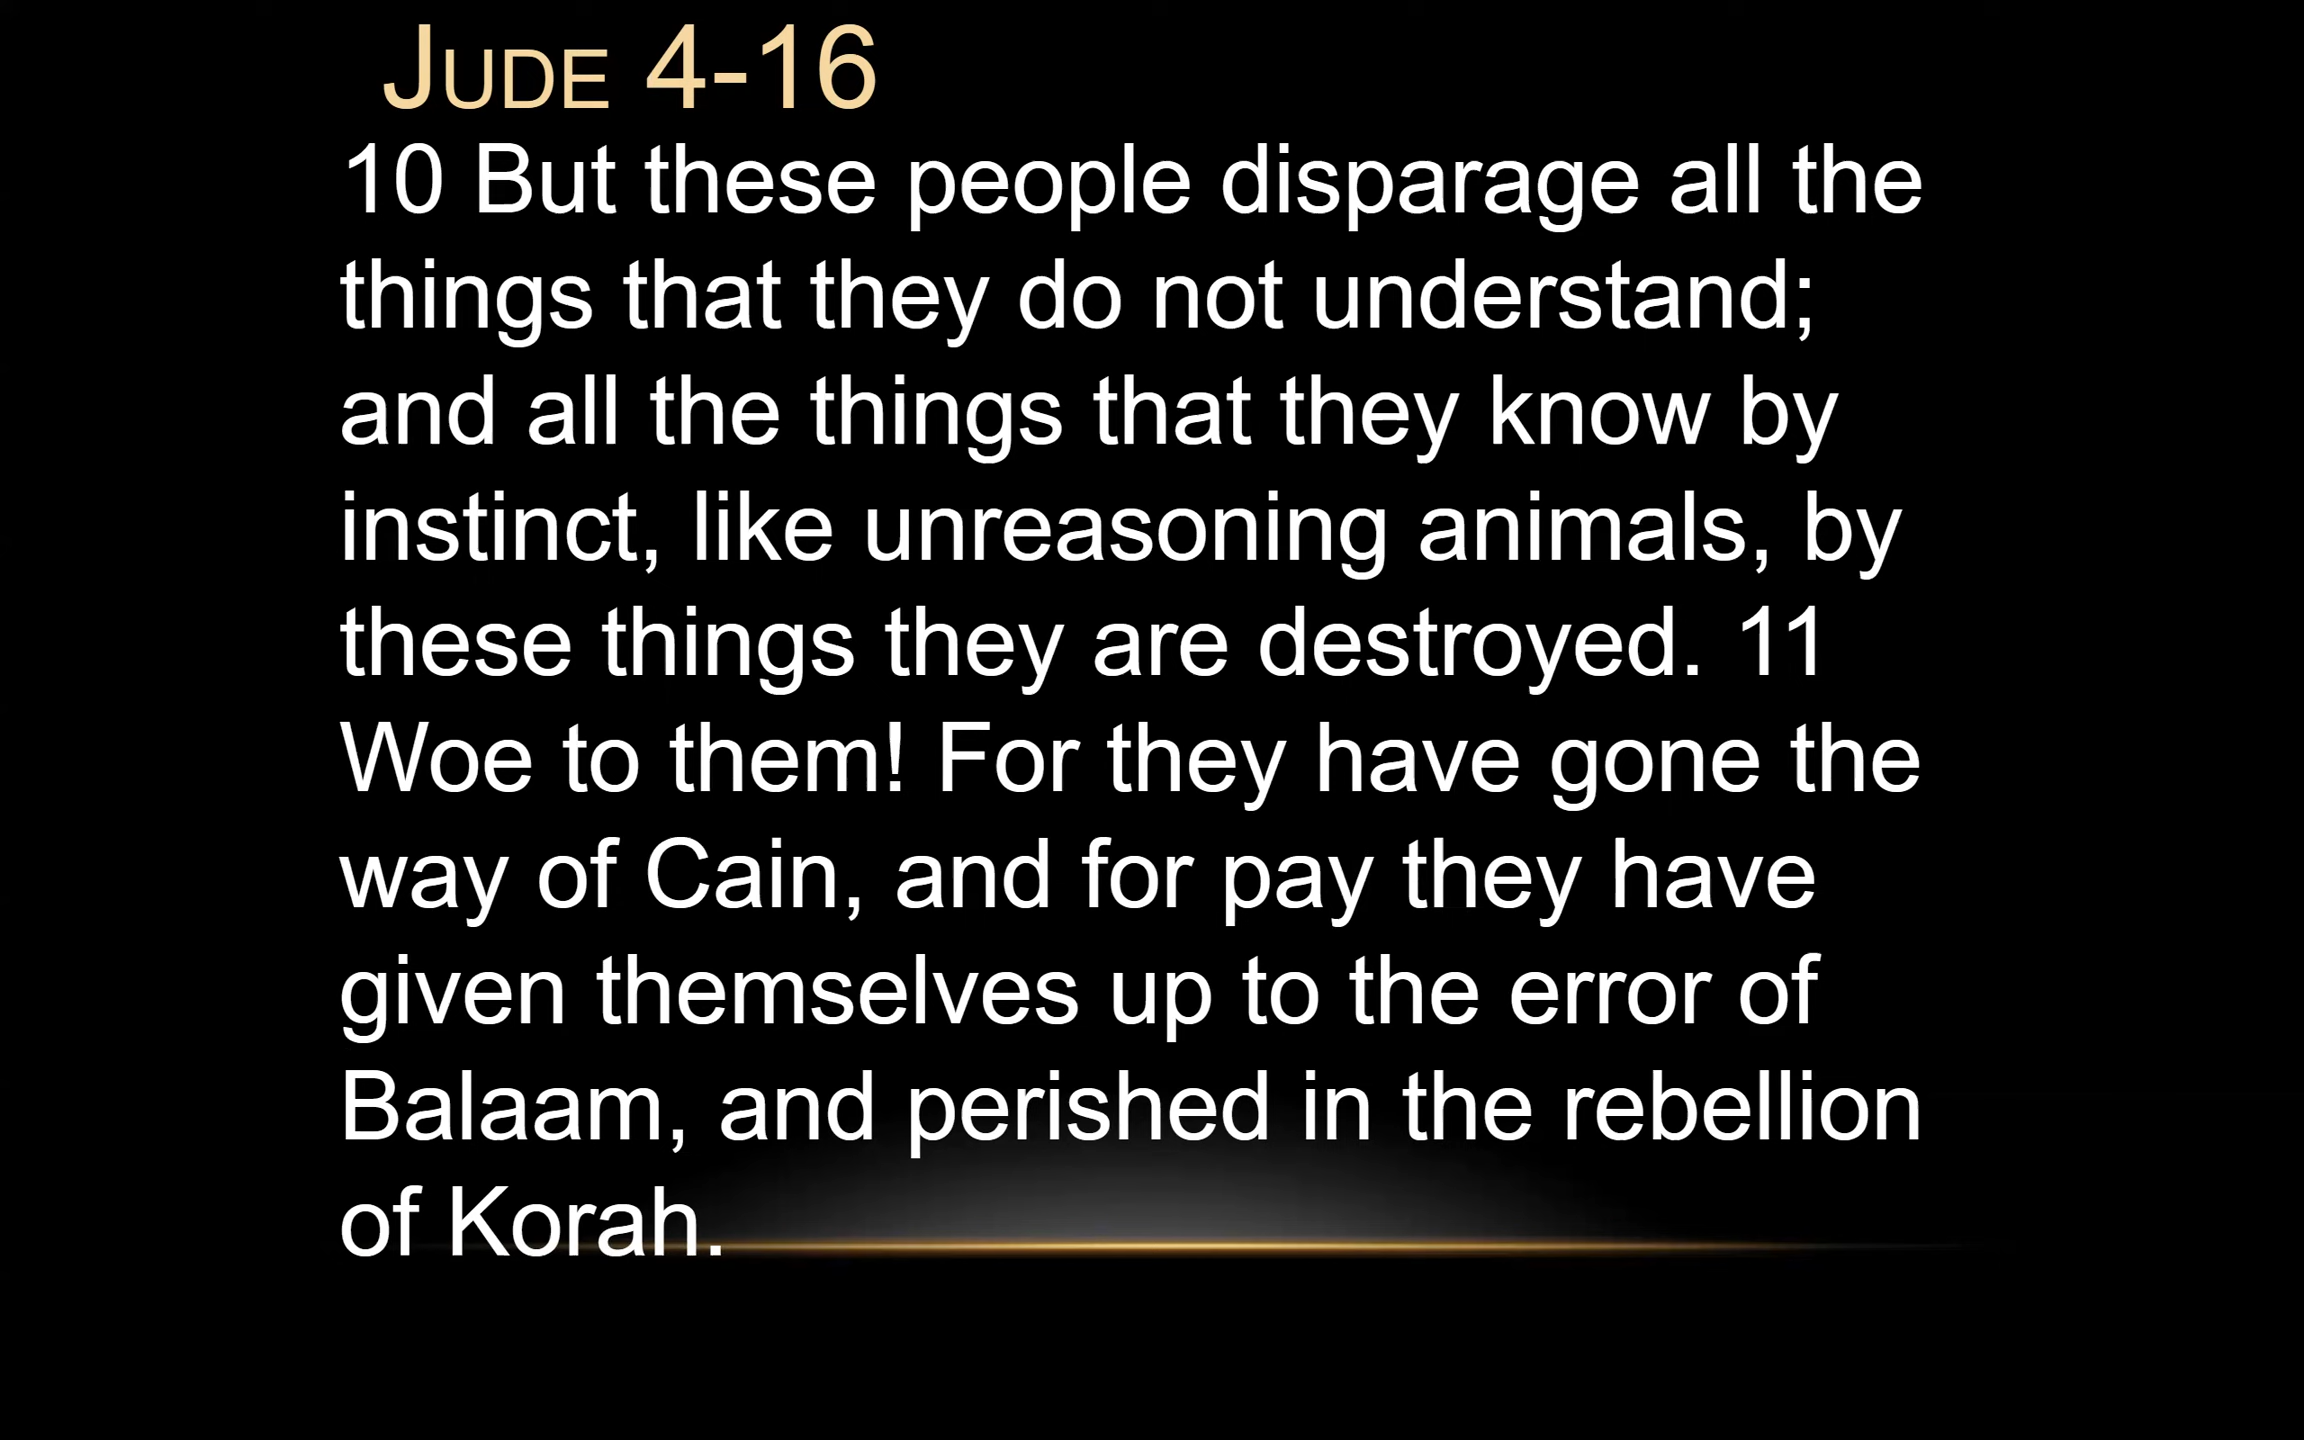 JUDE 4-16
10 But these people disparage all the
things that they do not understand;
and all the things that they know by
instinct, like unreasoning animals, by
these things they are destroyed. 11
Woe to them! For they have gone the
way of Cain, and for pay they have
given themselves up to the error of
Balaam, and perished in the rebellion
of Korah.